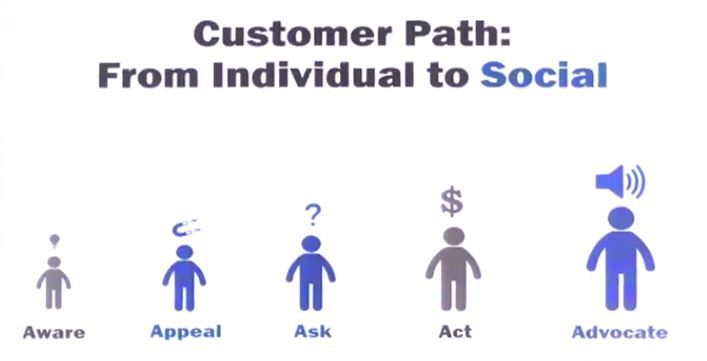 Customer Path:
From Individual to Social
?
$
Aware
Appeal
Ask
Act
Advocate